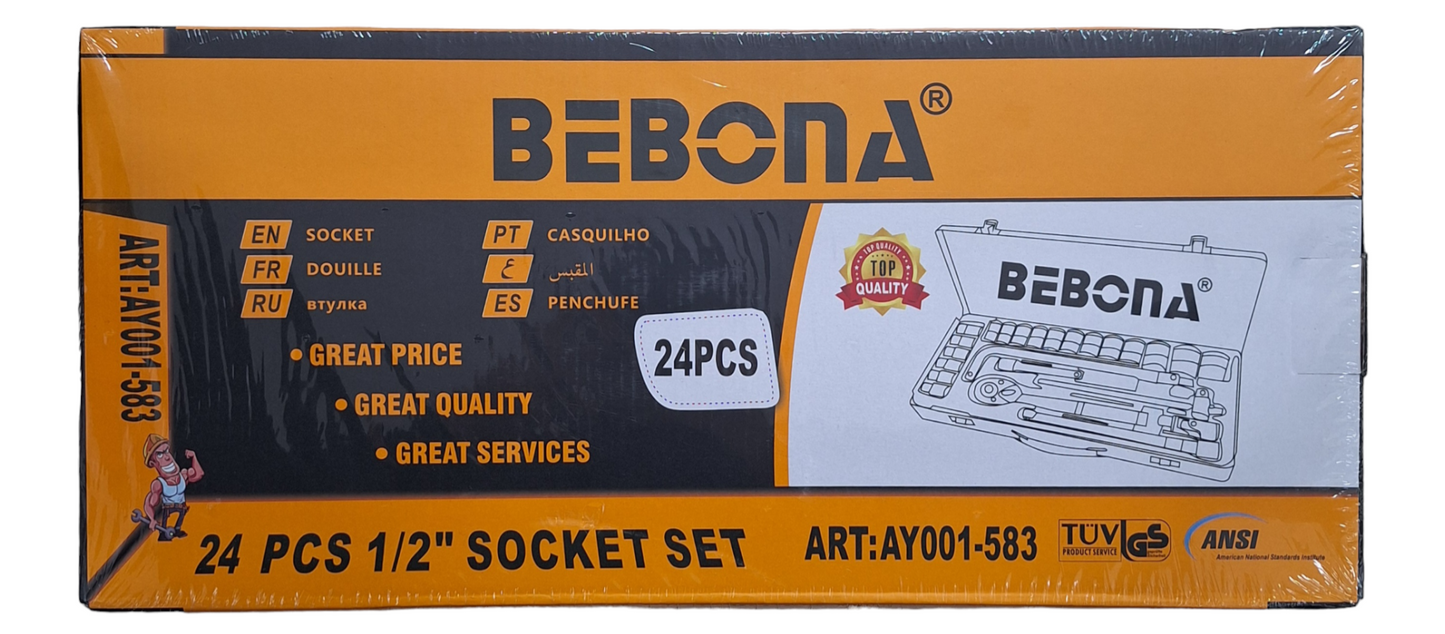 BEBONA®
ART:AY001-583
EN SOCKET
FR DOUILLE
RU втулка
PT CASQUILHO
ع المقبس
ES PENCHUFE
• GREAT PRICE
• GREAT QUALITY
• GREAT SERVICES
24PCS
TOP QUALITY
TOP
QUALITY
BEBONA®
24 PCS 1/2" SOCKET SET
ART:AY001-583
TÜV
PRODUCT SERVICE
GS
ANSI
American National Standards Institute